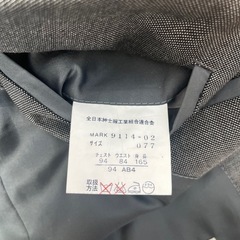 全日本紳士服工業組合連合会
MARK 9114-02
サイズ 077
チェスト ウエスト 身長
94 84 165
94 AB4
取扱
方法